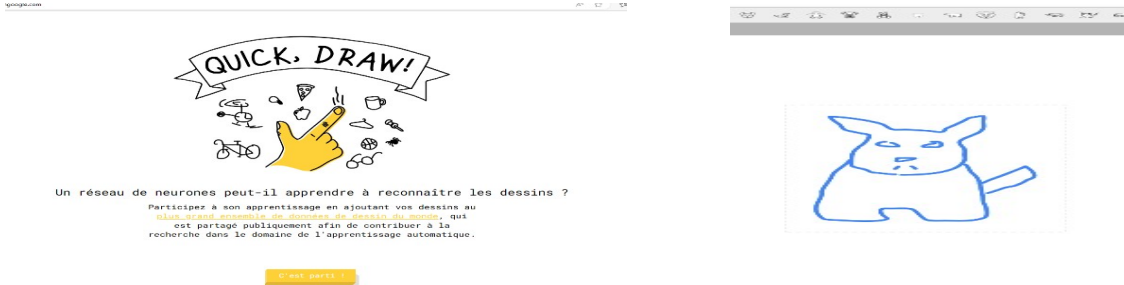 google.com
QUICK, DRAW!
Un réseau de neurones peut-il apprendre à reconnaître les dessins ?
Participez à son apprentissage en ajoutant vos dessins au
plus grand ensemble de données de dessin du monde, qui
est partagé publiquement afin de contribuer à la
recherche dans le domaine de l'apprentissage automatique.
C'est parti !